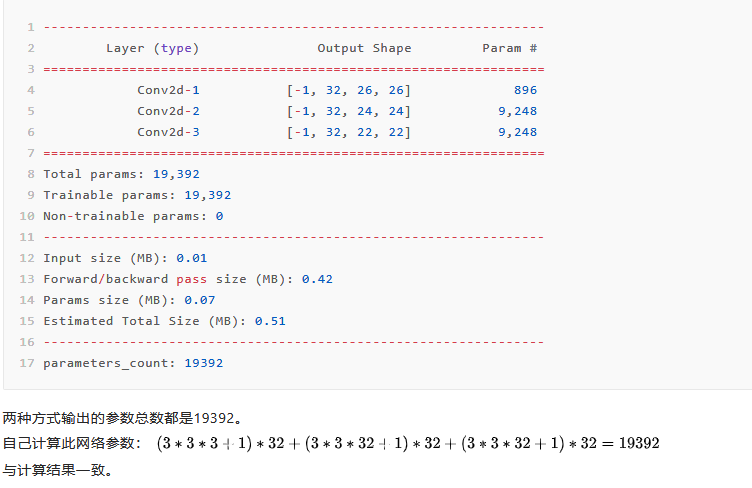 1 ----------------------------------------------------------------
2         Layer (type)               Output Shape         Param #
3 ================================================================
4             Conv2d-1           [-1, 32, 26, 26]             896
5             Conv2d-2           [-1, 32, 24, 24]           9,248
6             Conv2d-3           [-1, 32, 22, 22]           9,248
7 ================================================================
8 Total params: 19,392
9 Trainable params: 19,392
10 Non-trainable params: 0
11 ----------------------------------------------------------------
12 Input size (MB): 0.01
13 Forward/backward pass size (MB): 0.42
14 Params size (MB): 0.07
15 Estimated Total Size (MB): 0.51
16 ----------------------------------------------------------------
17 parameters_count: 19392
两种方式输出的参数总数都是19392。
自己计算此网络参数： (3 * 3 * 3 + 1) * 32 + (3 * 3 * 32 + 1) * 32 + (3 * 3 * 32 + 1) * 32 = 19392
与计算结果一致。